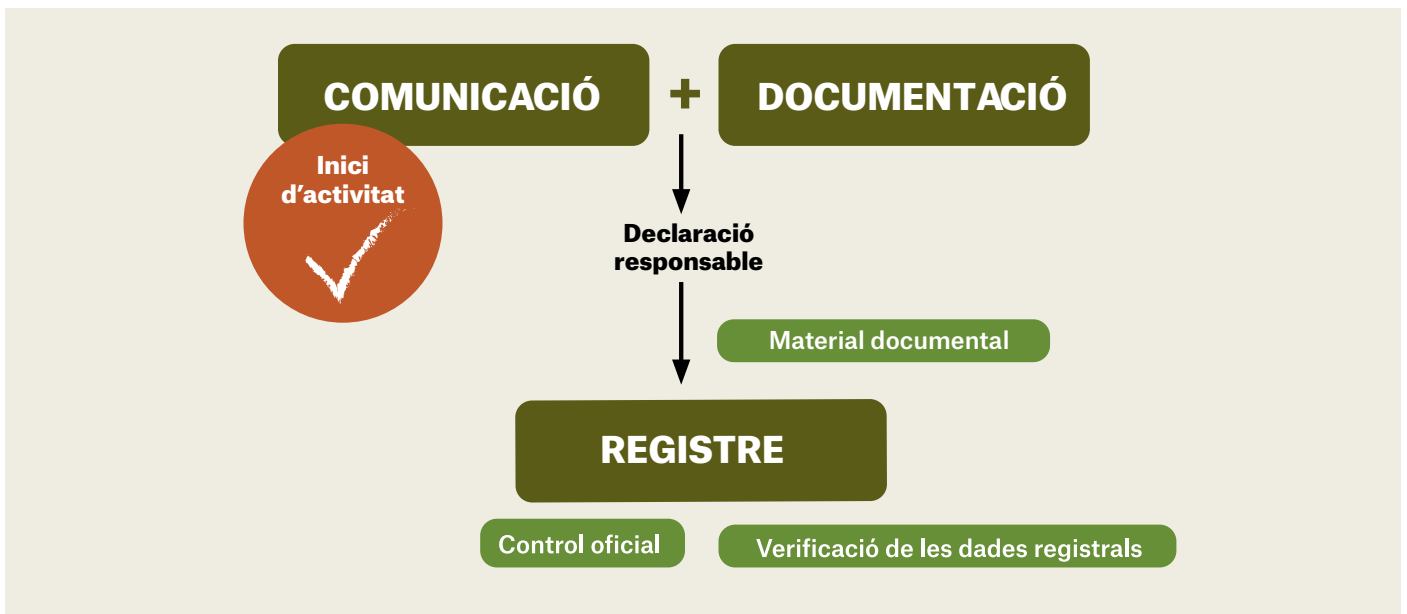 COMUNICACIÓ + DOCUMENTACIÓ
Inici
d’activitat
Declaració
responsable
Material documental
REGISTRE
Control oficial
Verificació de les dades registrals